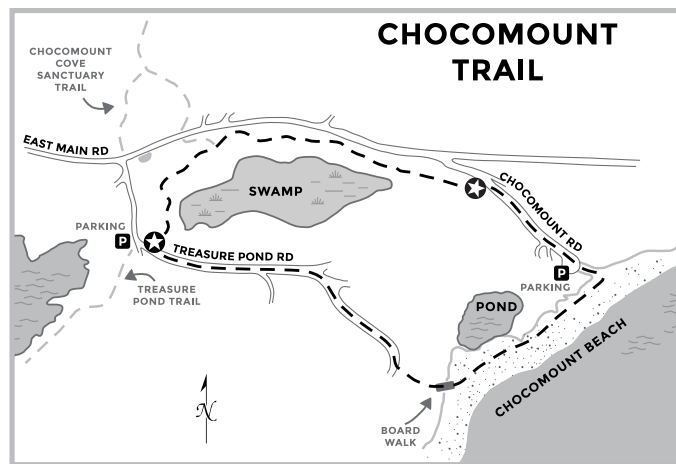 CHOCOMOUNT
TRAIL
CHOCOMOUNT
COVE
SANCTUARY
TRAIL
EAST MAIN RD
SWAMP
CHOCOMOUNT RD
PARKING
P
TREASURE POND RD
TREASURE
POND TRAIL
P
PARKING
POND
CHOCOMOUNT BEACH
N
BOARD
WALK